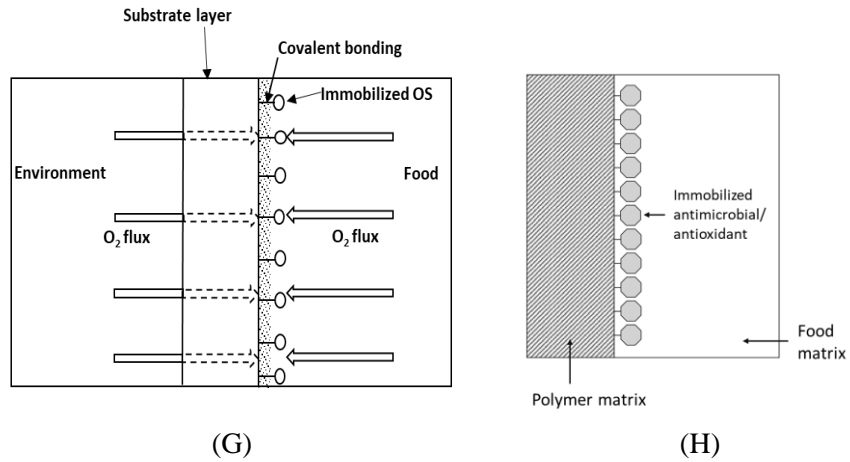 Substrate layer
Covalent bonding
Immobilized OS
Environment
Food
O₂ flux
O₂ flux
(G)
Immobilized
antimicrobial/
antioxidant
Food
matrix
Polymer matrix
(H)